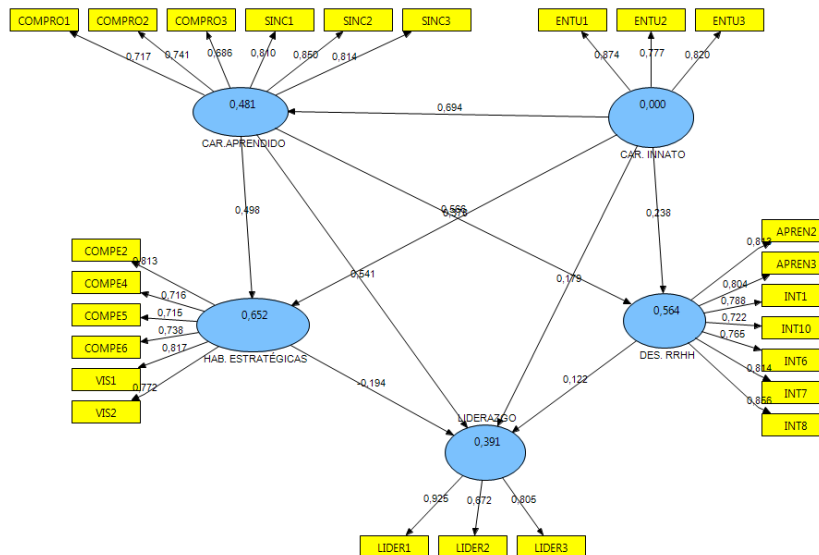 COMPRO1 COMPRO2 COMPRO3 SINC1 SINC2 SINC3 ENTU1 ENTU2 ENTU3
0,717 0,741 0,686 0,810 0,850 0,814 0,874 0,777 0,820
0,481 0,694 0,000
CAR.APRENDIDO CAR. INNATO
0,498 0,238
COMPE2 0,813 APREN2
COMPE4 0,716 0,541 0,179 0,804 APREN3
COMPE5 0,715 0,788 INT1
0,652 0,564
COMPE6 0,738 0,722 INT10
HAB. ESTRATÉGICAS DES. RRHH
VIS1 0,817 0,765 INT6
VIS2 0,772 -0,194 0,122 0,814 INT7
0,856 INT8
LIDERAZGO
0,391
0,925 0,672 0,805
LIDER1 LIDER2 LIDER3